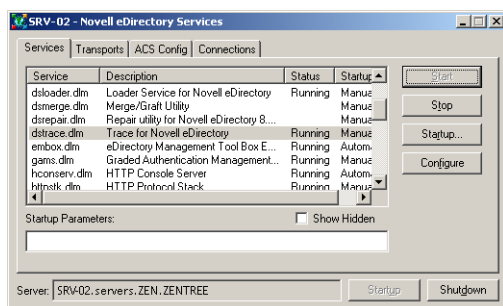 SRV-02 - Novell eDirectory Services
Services Transports ACS Config Connections
Service Description Status Startup
dsloader.dlm Loader Service for Novell eDirectory Running Manua
dsmerge.dlm Merge/Graft Utility Manua
dsrepair.dlm Repair utility for Novell eDirectory 8.... Manua
dstrace.dlm Trace for Novell eDirectory Running Manua
embox.dlm eDirectory Management Tool Box E... Running Autom
gams.dlm Graded Authentication Management... Running Manua
hconserv.dlm HTTP Console Server Running Autom
httpstk.dlm HTTP Protocol Stack Running Manua
Start
Stop
Startup...
Configure
Startup Parameters: Show Hidden
Server: SRV-02.servers.ZEN.ZENTREE Startup Shutdown